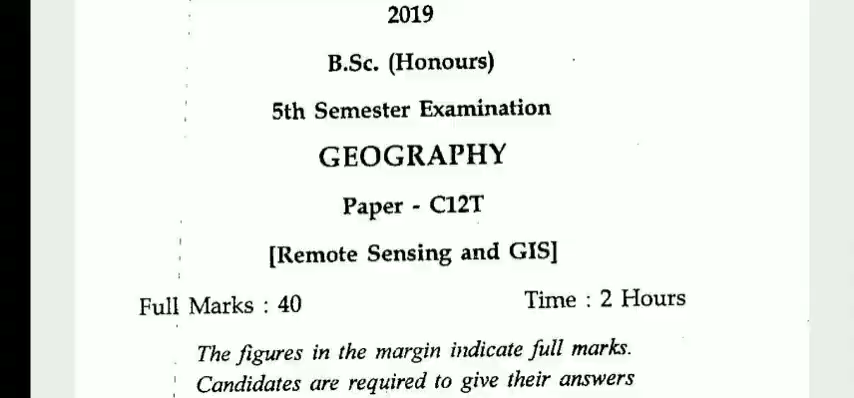 2019
B.Sc. (Honours)
5th Semester Examination
GEOGRAPHY
Paper - C12T
[Remote Sensing and GIS]
Full Marks : 40 Time : 2 Hours
The figures in the margin indicate full marks.
Candidates are required to give their answers